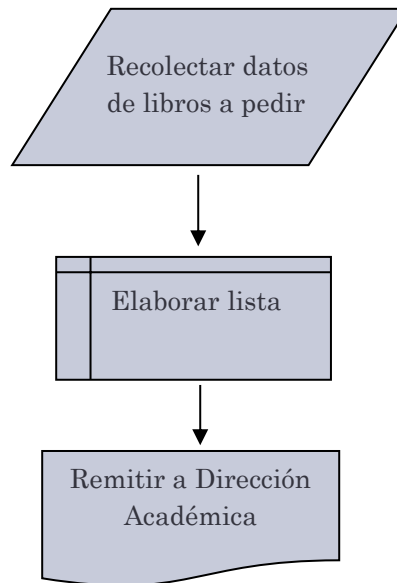 Recolectar datos
de libros a pedir
Elaborar lista
Remitir a Dirección
Académica